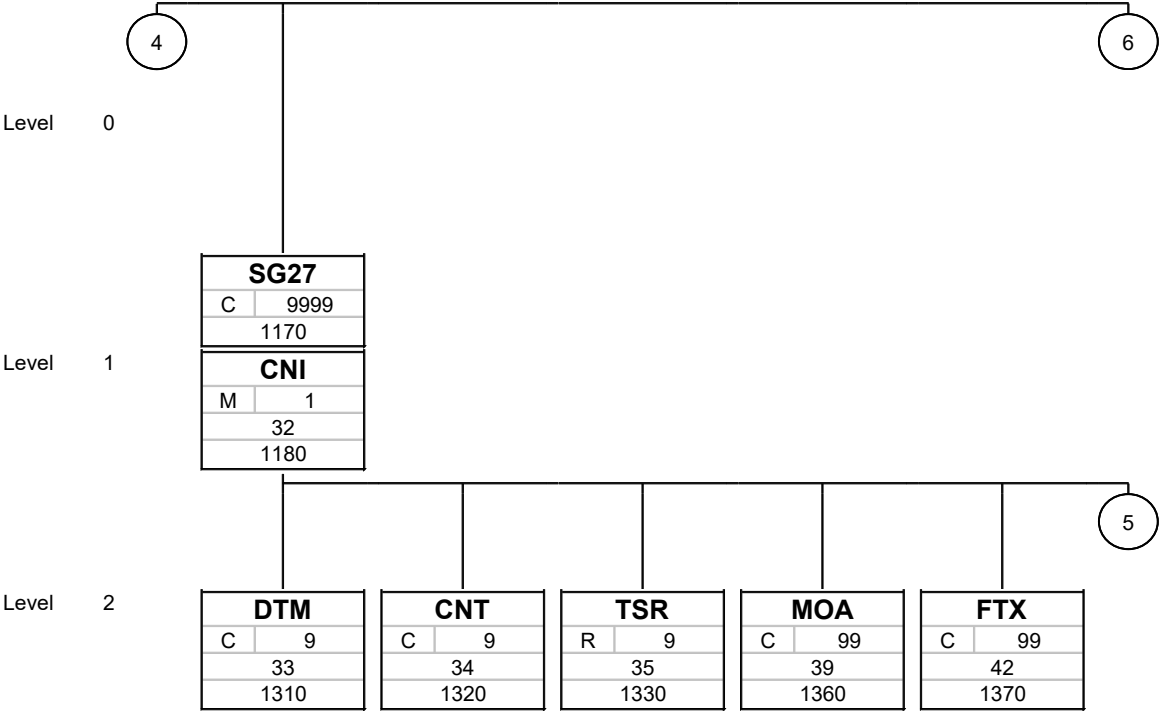 4
6
Level 0
SG27
C 9999
1170
Level 1
CNI
M 1
32
1180
5
Level 2
DTM
C 9
33
1310
CNT
C 9
34
1320
TSR
R 9
35
1330
MOA
C 99
39
1360
FTX
C 99
42
1370